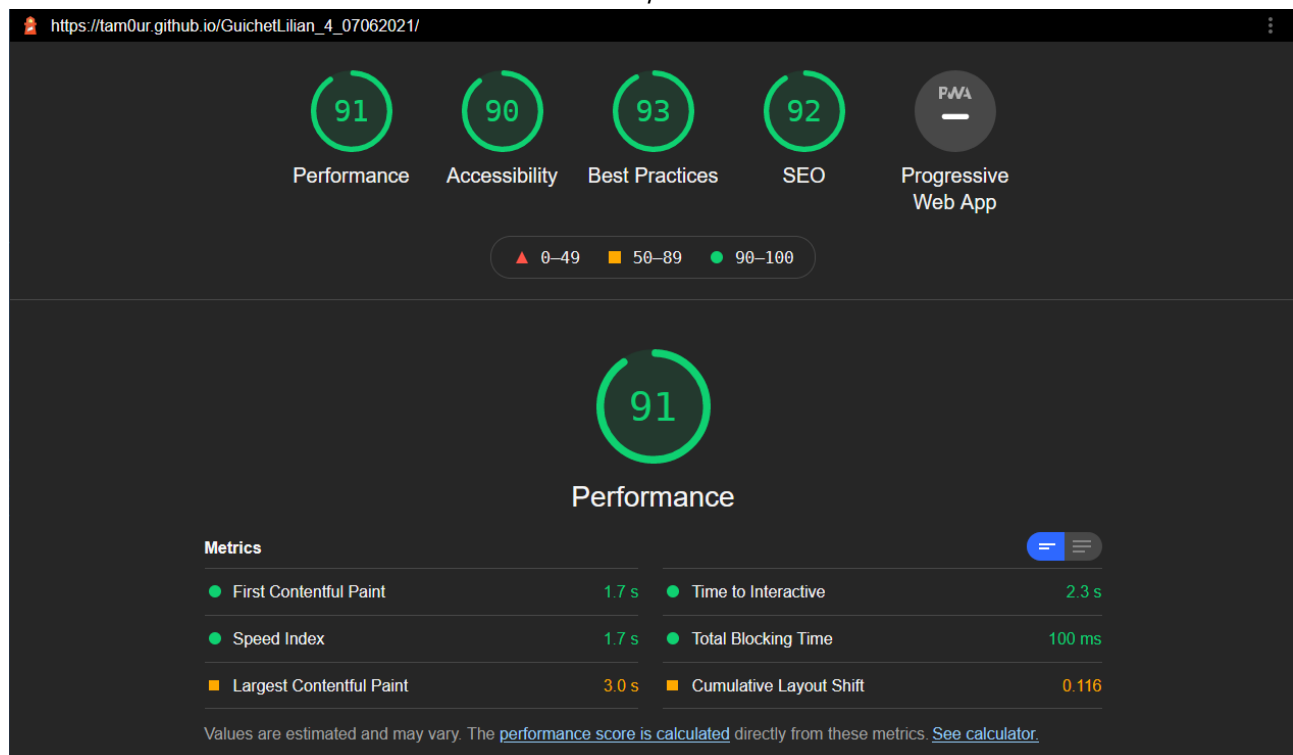 https://tam0ur.github.io/GuichetLilian_4_07062021/
91 90 93 92 PWA
Performance Accessibility Best Practices SEO Progressive
Web App
0–49 50–89 90–100
91
Performance
Metrics
First Contentful Paint 1.7 s Time to Interactive 2.3 s
Speed Index 1.7 s Total Blocking Time 100 ms
Largest Contentful Paint 3.0 s Cumulative Layout Shift 0.116
Values are estimated and may vary. The performance score is calculated directly from these metrics. See calculator.